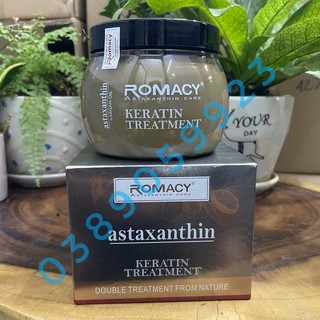 ROMACY
ASTAXANTHIN CARE
KERATIN
TREATMENT
astaxanthin
YOUR
DAY
ROMACY
ASTAXANTHIN CARE
astaxanthin
KERATIN
TREATMENT
DOUBLE TREATMENT FROM NATURE
0389059923